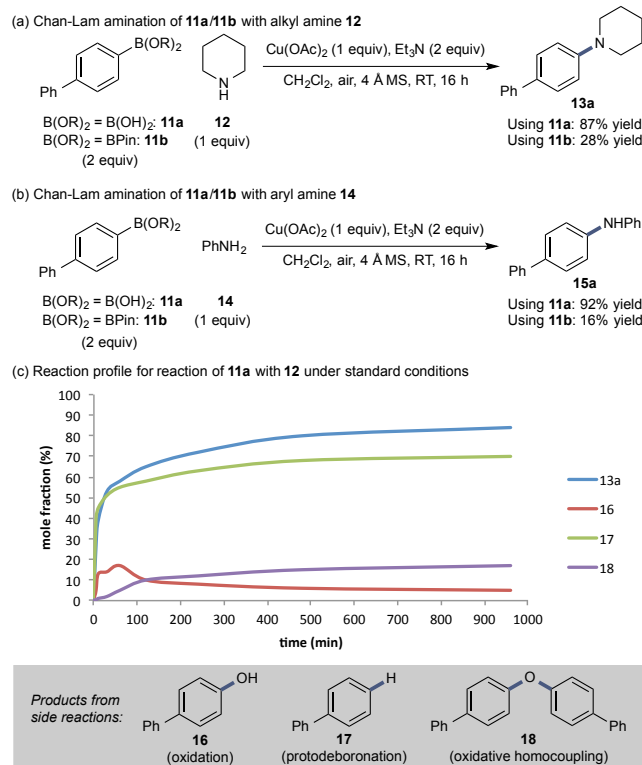 (a) Chan-Lam amination of 11a/11b with alkyl amine 12
B(OR)2
Ph
N
H
Cu(OAc)2 (1 equiv), Et3N (2 equiv)
CH2Cl2, air, 4 Å MS, RT, 16 h
N
Ph
13a
B(OR)2 = B(OH)2: 11a
B(OR)2 = BPin: 11b
(2 equiv)
12
(1 equiv)
Using 11a: 87% yield
Using 11b: 28% yield
(b) Chan-Lam amination of 11a/11b with aryl amine 14
B(OR)2
Ph
PhNH2
Cu(OAc)2 (1 equiv), Et3N (2 equiv)
CH2Cl2, air, 4 Å MS, RT, 16 h
NHPh
Ph
15a
B(OR)2 = B(OH)2: 11a
B(OR)2 = BPin: 11b
(2 equiv)
14
(1 equiv)
Using 11a: 92% yield
Using 11b: 16% yield
(c) Reaction profile for reaction of 11a with 12 under standard conditions
mole fraction (%)
100
90
80
70
60
50
40
30
20
10
0
0 100 200 300 400 500 600 700 800 900 1000
time (min)
13a
16
17
18
Products from
side reactions:
OH
Ph
16
(oxidation)
H
Ph
17
(protodeboronation)
O
Ph
Ph
18
(oxidative homocoupling)